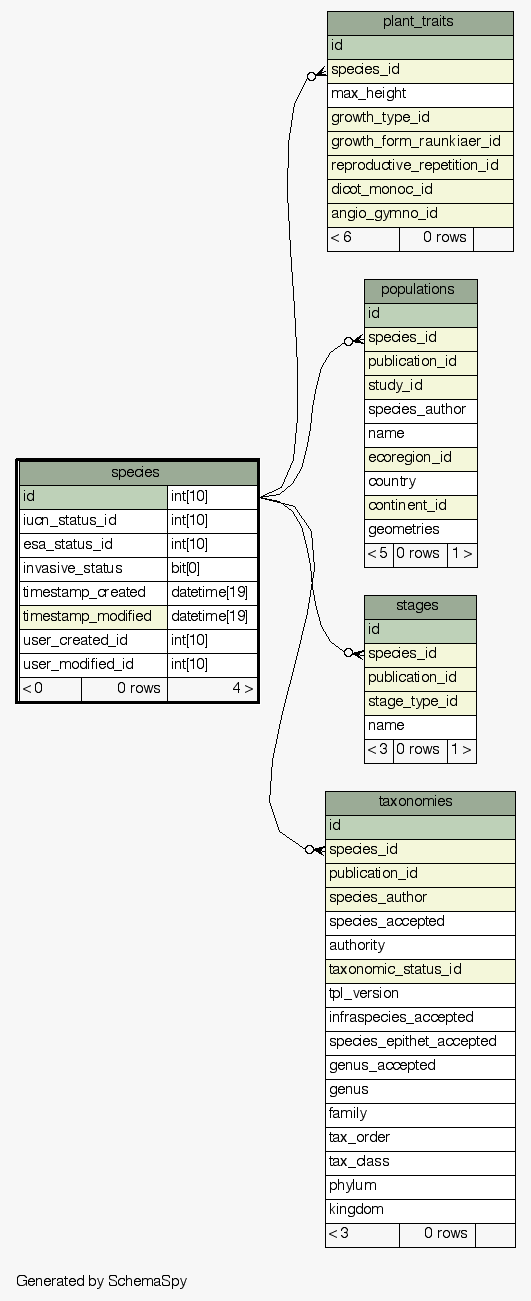 plant_traits
id
species_id
max_height
growth_type_id
growth_form_raunkiaer_id
reproductive_repetition_id
dicot_monoc_id
angio_gymno_id
< 6 0 rows
populations
id
species_id
publication_id
study_id
species_author
name
ecoregion_id
country
continent_id
geometries
< 5 0 rows 1 >
species
id int[10]
iucn_status_id int[10]
esa_status_id int[10]
invasive_status bit[0]
timestamp_created datetime[19]
timestamp_modified datetime[19]
user_created_id int[10]
user_modified_id int[10]
< 0 0 rows 4 >
stages
id
species_id
publication_id
stage_type_id
name
< 3 0 rows 1 >
taxonomies
id
species_id
publication_id
species_author
species_accepted
authority
taxonomic_status_id
tpl_version
infraspecies_accepted
species_epithet_accepted
genus_accepted
genus
family
tax_order
tax_class
phylum
kingdom
< 3 0 rows
Generated by SchemaSpy